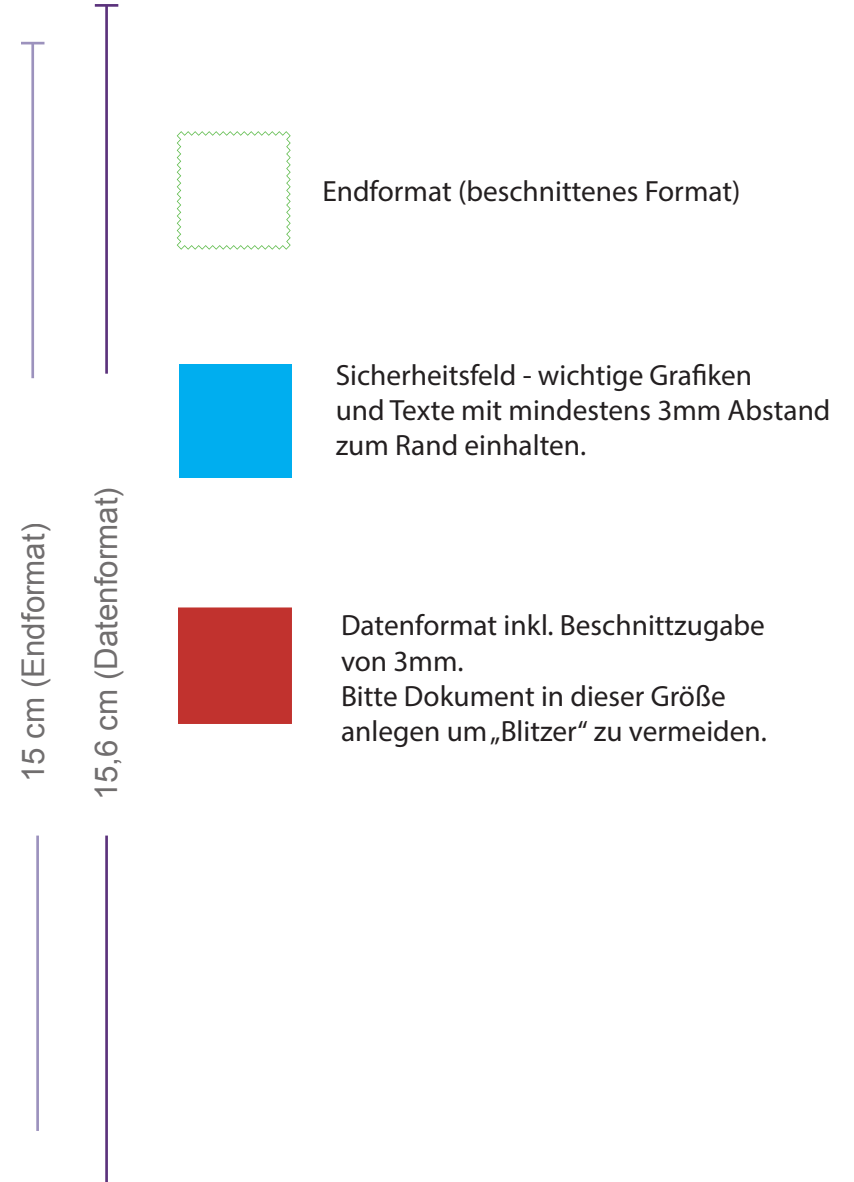 Endformat (beschnittenes Format)
Sicherheitsfeld - wichtige Grafiken
und Texte mit mindestens 3mm Abstand
zum Rand einhalten.
15 cm (Endformat)
15,6 cm (Datenformat)
Datenformat inkl. Beschnittzugabe
von 3mm.
Bitte Dokument in dieser Größe
anlegen um „Blitzer“ zu vermeiden.